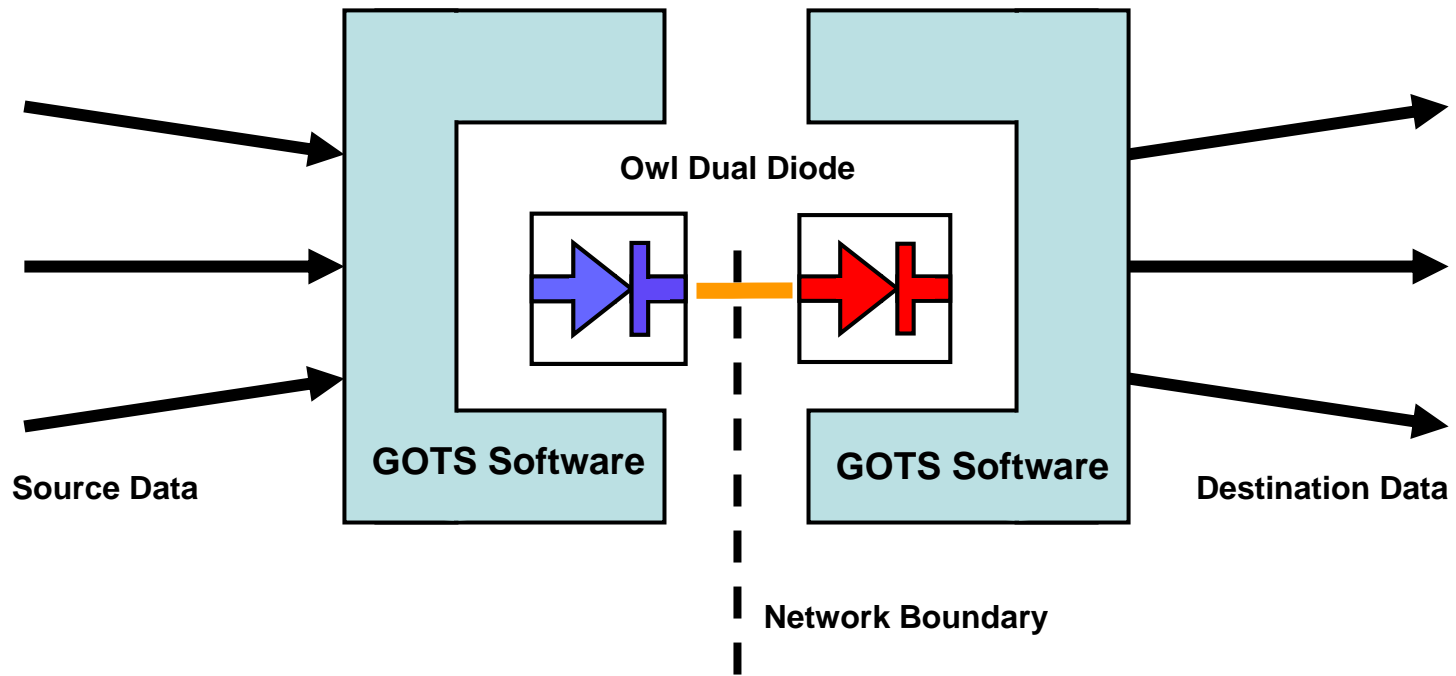 Owl Dual Diode
GOTS Software
GOTS Software
Source Data
Destination Data
Network Boundary